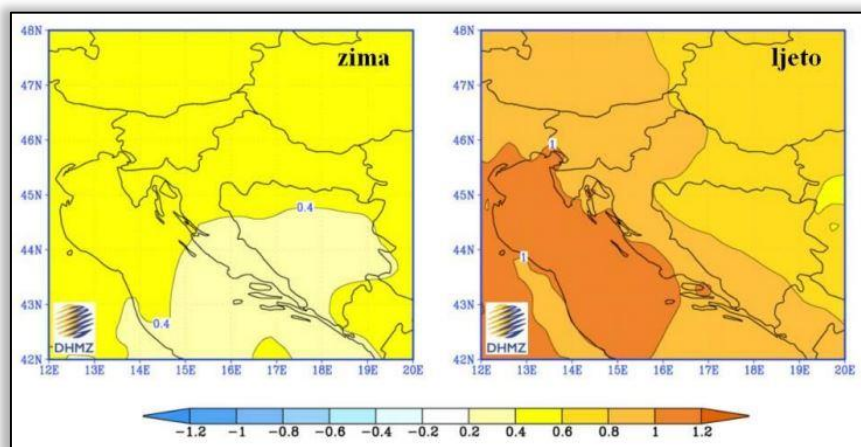 zima
48N
47N
46N
45N
44N
43N
42N
0.4
0.4
DHMZ
12E 13E 14E 15E 16E 17E 18E 19E 20E
ljeto
48N
47N
46N
45N
44N
43N
42N
1
1
DHMZ
12E 13E 14E 15E 16E 17E 18E 19E 20E
-1.2 -1 -0.8 -0.6 -0.4 -0.2 0.2 0.4 0.6 0.8 1 1.2